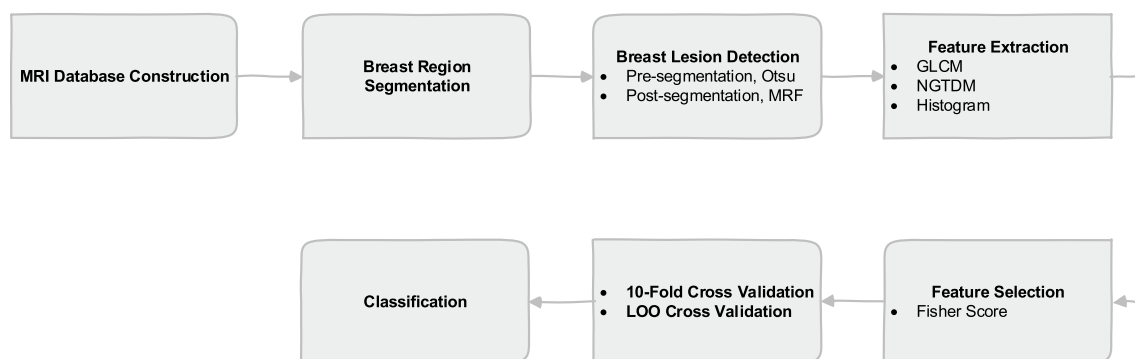 MRI Database Construction
Breast Region
Segmentation
Breast Lesion Detection
• Pre-segmentation, Otsu
• Post-segmentation, MRF
Feature Extraction
• GLCM
• NGTDM
• Histogram
Classification
• 10-Fold Cross Validation
• LOO Cross Validation
Feature Selection
• Fisher Score